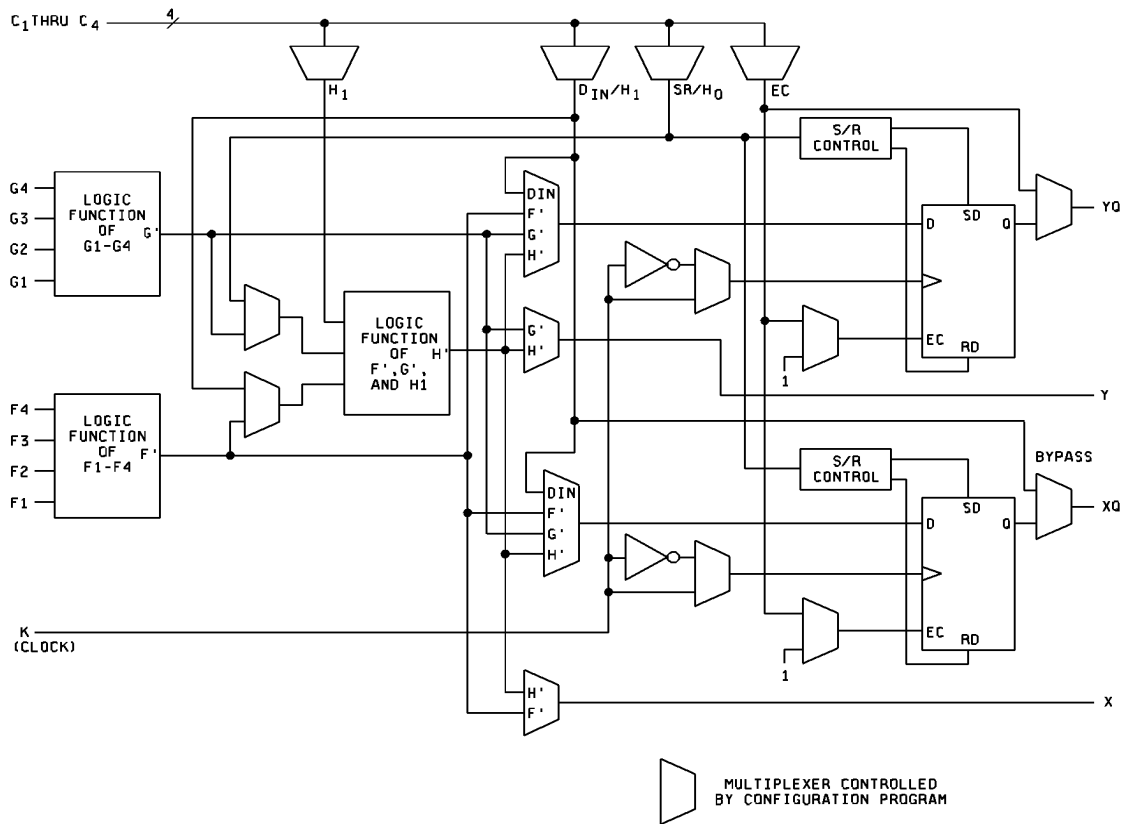 C1 THRU C4
4
H1
DIN/H1
SR/H0
EC
S/R
CONTROL
G4
G3
G2
G1
LOGIC
FUNCTION
OF
G1-G4
G'
DIN
F'
G'
H'
D
SD
Q
EC
RD
YQ
1
LOGIC
FUNCTION
OF
F',G',
AND H1
H'
G'
H'
Y
F4
F3
F2
F1
LOGIC
FUNCTION
OF
F1-F4
F'
DIN
F'
G'
H'
S/R
CONTROL
BYPASS
D
SD
Q
EC
RD
XQ
1
K
(CLOCK)
H'
F'
X
MULTIPLEXER CONTROLLED
BY CONFIGURATION PROGRAM